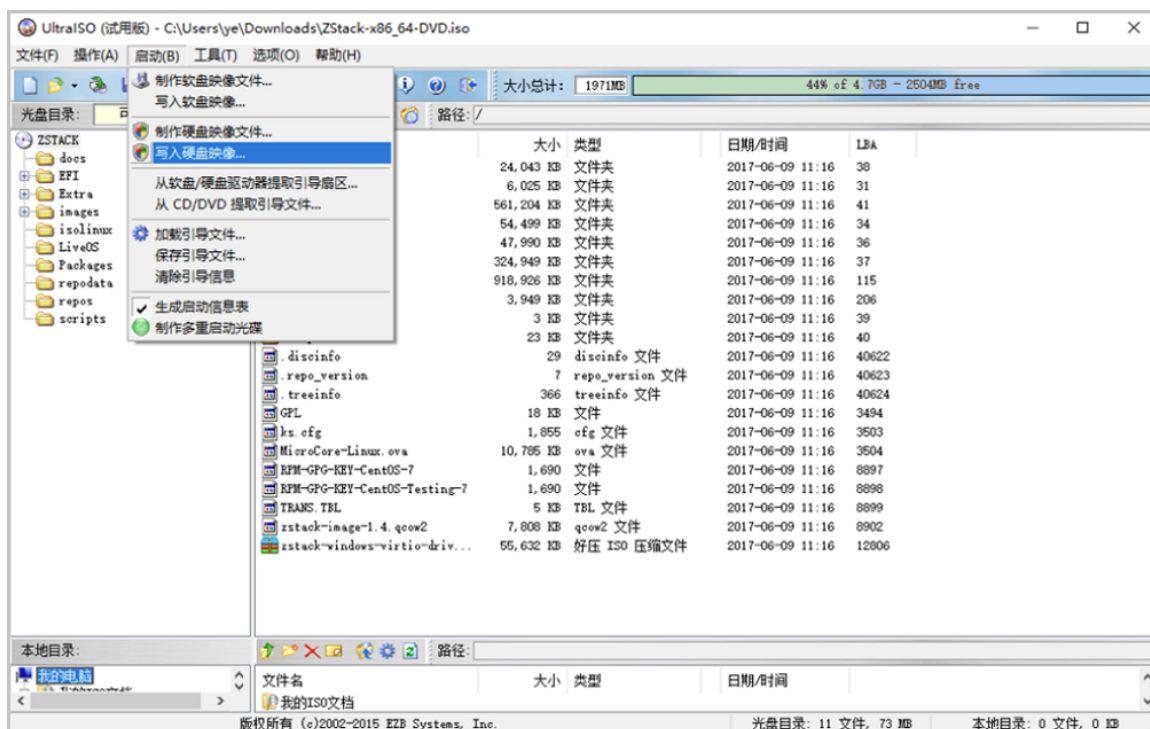 UltraISO (试用版) - C:\Users\ye\Downloads\ZStack-x86_64-DVD.iso
文件(F) 操作(A) 启动(B) 工具(T) 选项(O) 帮助(H)
大小总计: 1971MB 44% of 4.7GB - 2504MB free
光盘目录: 可 路径: /
制作软盘映像文件...
写入软盘映像...
制作硬盘映像文件...
写入硬盘映像...
从软盘/硬盘驱动器提取引导扇区...
从 CD/DVD 提取引导文件...
加载引导文件...
保存引导文件...
清除引导信息
生成启动信息表
制作多重启动光碟
ZSTACK
docs
EFI
Extra
images
isolinux
LiveOS
Packages
repodata
repos
scripts
大小 类型 日期/时间 LBA
24,043 KB 文件夹 2017-06-09 11:16 38
6,025 KB 文件夹 2017-06-09 11:16 31
561,204 KB 文件夹 2017-06-09 11:16 41
54,499 KB 文件夹 2017-06-09 11:16 34
47,990 KB 文件夹 2017-06-09 11:16 36
324,949 KB 文件夹 2017-06-09 11:16 37
918,926 KB 文件夹 2017-06-09 11:16 115
3,949 KB 文件夹 2017-06-09 11:16 206
3 KB 文件夹 2017-06-09 11:16 39
23 KB 文件夹 2017-06-09 11:16 40
.discinfo 29 discinfo 文件 2017-06-09 11:16 40622
.repo_version 7 repo_version 文件 2017-06-09 11:16 40623
.treeinfo 366 treeinfo 文件 2017-06-09 11:16 40624
GPL 18 KB 文件 2017-06-09 11:16 3494
ks.cfg 1,855 cfg 文件 2017-06-09 11:16 3503
MicroCore-Linux.ova 10,785 KB ova 文件 2017-06-09 11:16 3504
RPM-GPG-KEY-CentOS-7 1,690 文件 2017-06-09 11:16 8897
RPM-GPG-KEY-CentOS-Testing-7 1,690 文件 2017-06-09 11:16 8898
TRANS.TBL 5 KB TBL 文件 2017-06-09 11:16 8899
zstack-image-1.4.qcow2 7,808 KB qcow2 文件 2017-06-09 11:16 8902
zstack-windows-virtio-driv... 55,632 KB 好压 ISO 压缩文件 2017-06-09 11:16 12806
本地目录: 路径:
我的电脑
我的ISO文档
文件名 大小 类型 日期/时间
我的ISO文档
版权所有 (c)2002-2015 EZB Systems, Inc. 光盘目录: 11 文件, 73 MB 本地目录: 0 文件, 0 KB